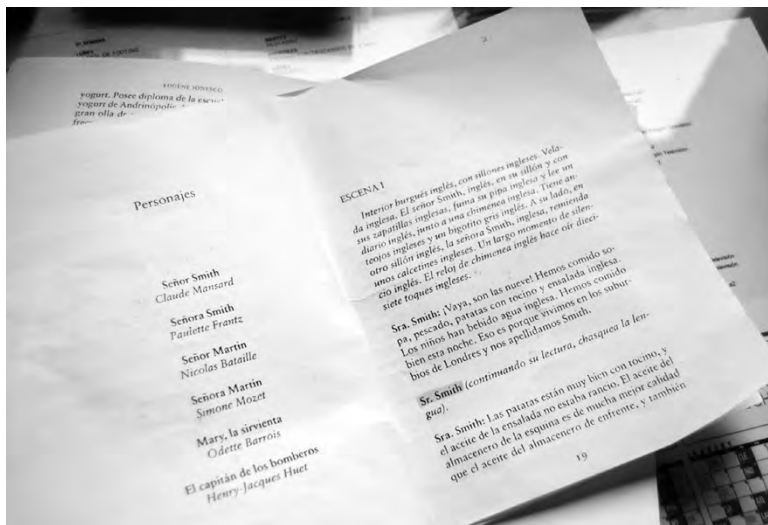 EUGÈNE IONESCO
yogurt. Posee diploma de la
yogurt de Andrinópolis.
gran olla de
Personajes
Señor Smith
Claude Mansard
Señora Smith
Paulette Frantz
Señor Martin
Nicolas Bataille
Señora Martin
Simone Mozet
Mary, la sirvienta
Odette Barrois
El capitán de los bomberos
Henry-Jacques Huet
ESCENA I
Interior burgués inglés, con sillones ingleses. Vela-
da inglesa. El señor Smith, inglés, en su sillón y con
sus zapatillas inglesas, fuma su pipa inglesa y lee un
diario inglés, junto a una chimenea inglesa. Tiene an-
teojos ingleses y un bigotito gris inglés. A su lado, en
otro sillón inglés, la señora Smith, inglesa, remienda
unos calcetines ingleses. Un largo momento de silen-
cio inglés. El reloj de chimenea inglés hace oír dieci-
siete toques ingleses.
Sra. Smith: ¡Vaya, son las nueve! Hemos comido so-
pa, pescado, patatas con tocino y ensalada inglesa.
Los niños han bebido agua inglesa. Hemos comido
bien esta noche. Eso es porque vivimos en los subur-
bios de Londres y nos apellidamos Smith.
Sr. Smith (continuando su lectura, chasquea la len-
gua).
Sra. Smith: Las patatas están muy bien con tocino, y
el aceite de la ensalada no estaba rancio. El aceite del
almacenero de la esquina es de mucha mejor calidad
que el aceite del almacenero de enfrente, y también
19